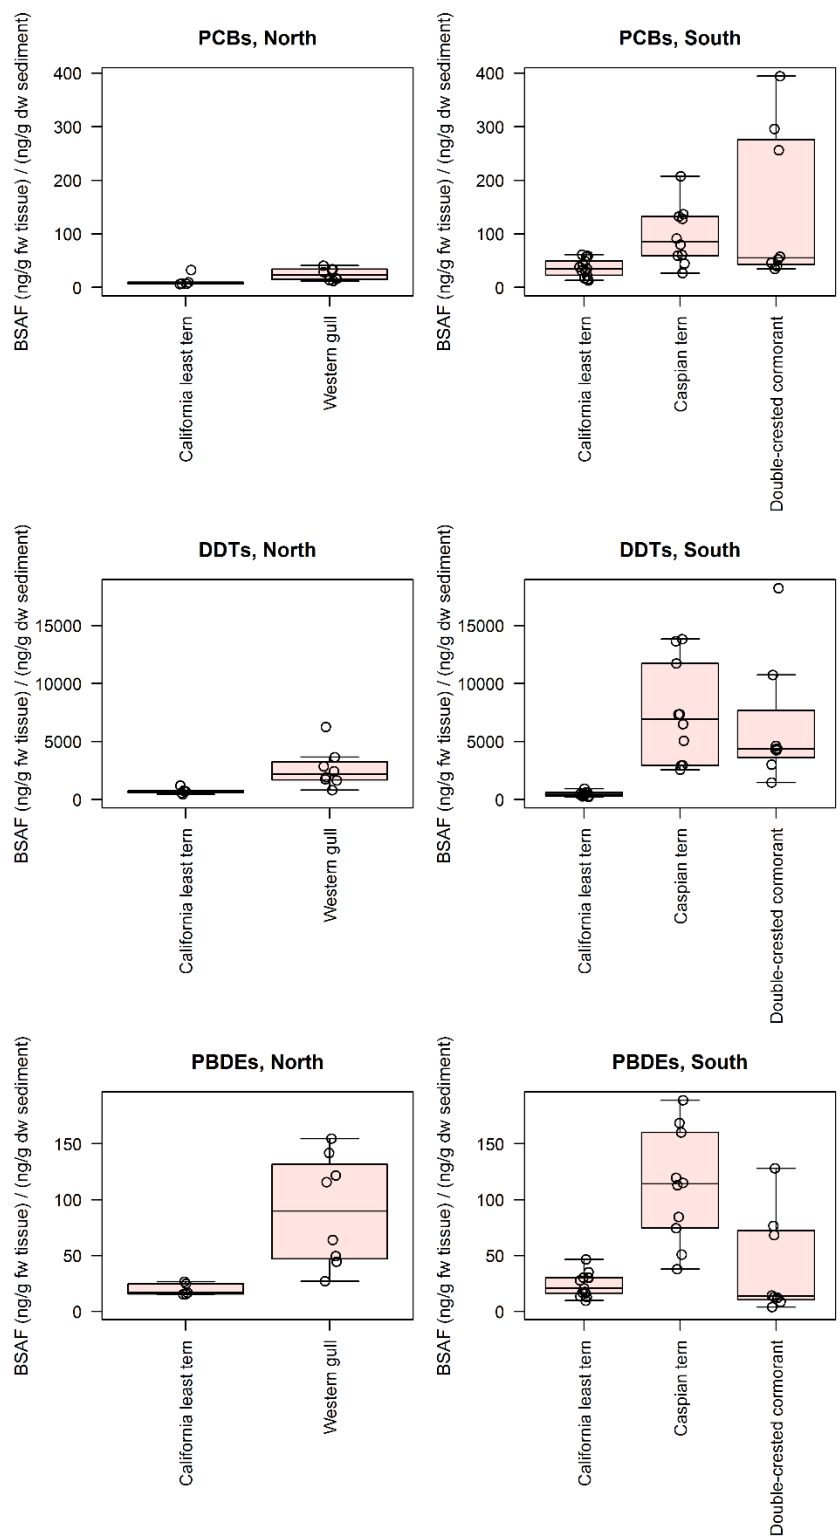 PCBs, North
BSAF (ng/g fw tissue) / (ng/g dw sediment)
400
300
200
100
0
California least tern
Western gull
PCBs, South
BSAF (ng/g fw tissue) / (ng/g dw sediment)
400
300
200
100
0
California least tern
Caspian tern
Double-crested cormorant
DDTs, North
BSAF (ng/g fw tissue) / (ng/g dw sediment)
15000
10000
5000
0
California least tern
Western gull
DDTs, South
BSAF (ng/g fw tissue) / (ng/g dw sediment)
15000
10000
5000
0
California least tern
Caspian tern
Double-crested cormorant
PBDEs, North
BSAF (ng/g fw tissue) / (ng/g dw sediment)
150
100
50
0
California least tern
Western gull
PBDEs, South
BSAF (ng/g fw tissue) / (ng/g dw sediment)
150
100
50
0
California least tern
Caspian tern
Double-crested cormorant